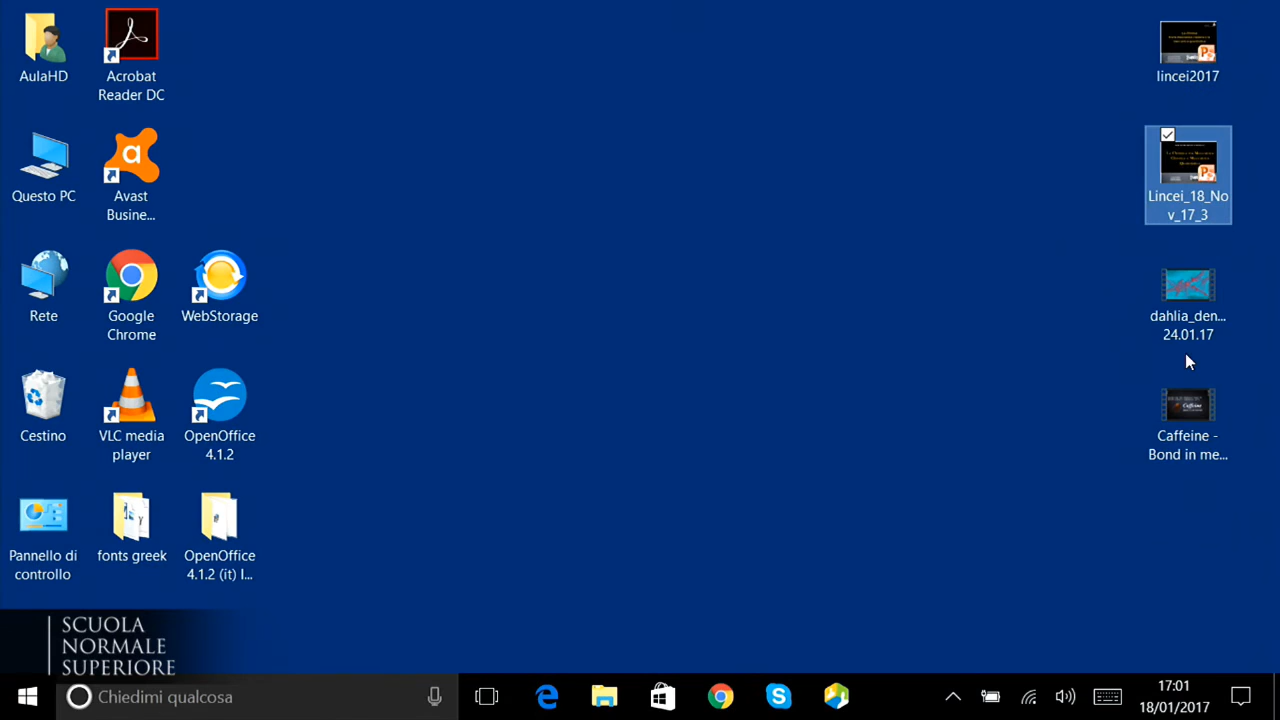 AulaHD
Acrobat
Reader DC
lincei2017
Questo PC
Avast
Busine...
Lincei_18_No
v_17_3
Rete
Google
Chrome
WebStorage
dahlia_den...
24.01.17
Cestino
VLC media
player
OpenOffice
4.1.2
Caffeine -
Bond in me...
Pannello di
controllo
fonts greek
OpenOffice
4.1.2 (it) I...
SCUOLA
NORMALE
SUPERIORE
Chiedimi qualcosa
17:01
18/01/2017